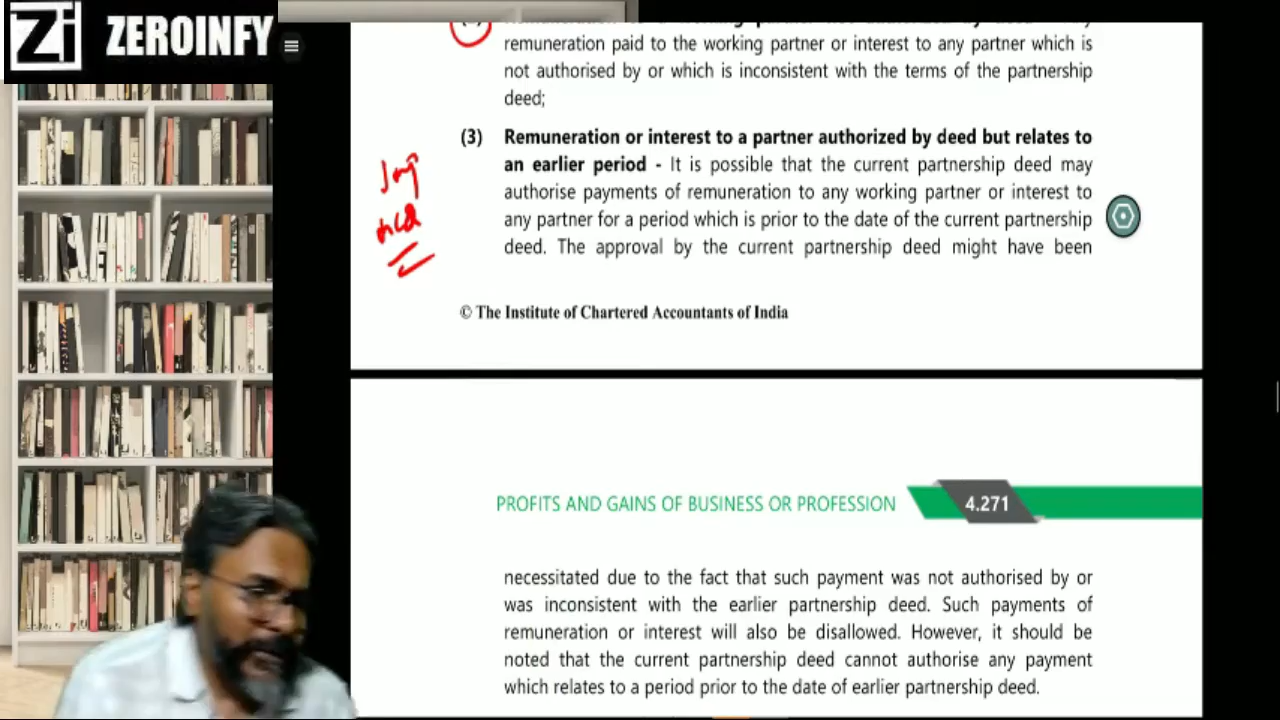 Zi ZEROINFY
remuneration paid to the working partner or interest to any partner which is
not authorised by or which is inconsistent with the terms of the partnership
deed;
(3) Remuneration or interest to a partner authorized by deed but relates to
an earlier period - It is possible that the current partnership deed may
authorise payments of remuneration to any working partner or interest to
any partner for a period which is prior to the date of the current partnership
deed. The approval by the current partnership deed might have been
© The Institute of Chartered Accountants of India
PROFITS AND GAINS OF BUSINESS OR PROFESSION 4.271
necessitated due to the fact that such payment was not authorised by or
was inconsistent with the earlier partnership deed. Such payments of
remuneration or interest will also be disallowed. However, it should be
noted that the current partnership deed cannot authorise any payment
which relates to a period prior to the date of earlier partnership deed.